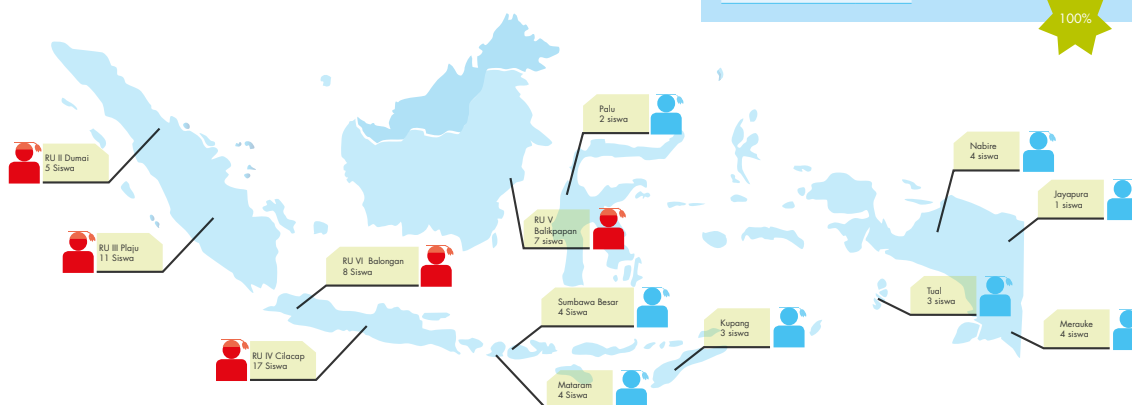 100%
Palu
2 siswa
Nabire
4 siswa
RU II Dumai
5 Siswa
Jayapura
1 siswa
RU V
Balikpapan
7 siswa
RU III Plaju
11 Siswa
RU VI Balongan
8 Siswa
Tual
3 siswa
Sumbawa Besar
4 Siswa
Kupang
3 siswa
Merauke
4 siswa
RU IV Cilacap
17 Siswa
Mataram
4 Siswa